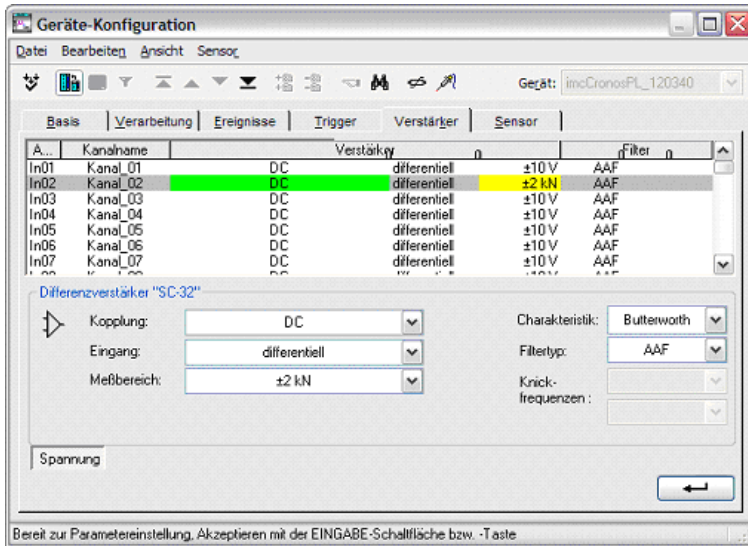 Geräte-Konfiguration
Datei Bearbeiten Ansicht Sensor
Gerät: imcCronosPL_120340
Basis Verarbeitung Ereignisse Trigger Verstärker Sensor
A... Kanalname Verstärker Filter
In01 Kanal_01 DC differentiell ±10 V AAF
In02 Kanal_02 DC differentiell ±2 kN AAF
In03 Kanal_03 DC differentiell ±10 V AAF
In04 Kanal_04 DC differentiell ±10 V AAF
In05 Kanal_05 DC differentiell ±10 V AAF
In06 Kanal_06 DC differentiell ±10 V AAF
In07 Kanal_07 DC differentiell ±10 V AAF
Differenzverstärker "SC-32"
Kopplung: DC Charakteristik: Butterworth
Eingang: differentiell Filtertyp: AAF
Meßbereich: ±2 kN Knick-
frequenzen :
Spannung
Bereit zur Parametereinstellung, Akzeptieren mit der EINGABE-Schaltfläche bzw. -Taste